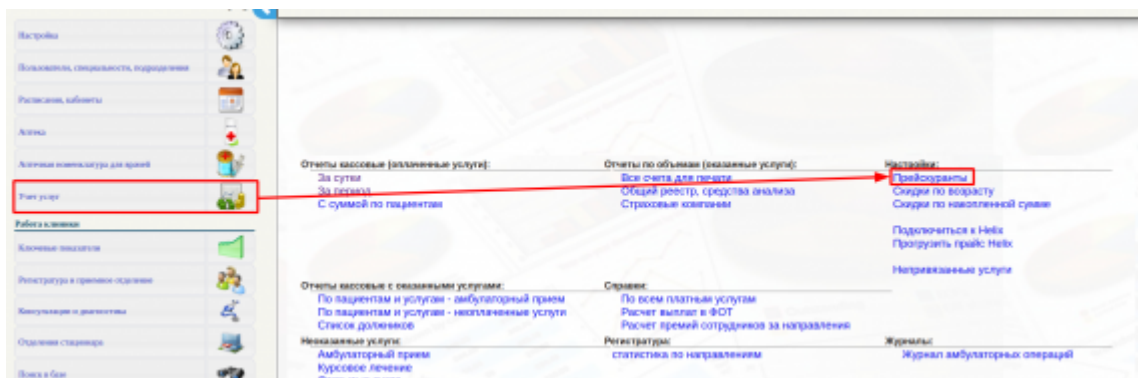 Настройка
Пользователи, специальности, подразделения
Расписания, кабинеты
Аптека
Аптечная номенклатура для врачей
Учет услуг
Работа клиники
Ключевые показатели
Регистратура и приемное отделение
Консультации и диагностика
Отделения стационара
Поиск в базе
Отчеты кассовые (оплаченные услуги):
За сутки
За период
С суммой по пациентам
Отчеты по объемам (оказанные услуги):
Все счета для печати
Общий реестр, средства анализа
Страховые компании
Настройки:
Прейскуранты
Скидки по возрасту
Скидки по накопленной сумме
Подключиться к Helix
Прогрузить прайс Helix
Непривязанные услуги
Отчеты кассовые с оказанными услугами:
По пациентам и услугам - амбулаторный прием
По пациентам и услугам - неоплаченные услуги
Список должников
Справки:
По всем платным услугам
Расчет выплат в ФОТ
Расчет премий сотрудников за направления
Неоказанные услуги:
Амбулаторный прием
Курсовое лечение
Регистратура:
статистика по направлениям
Журналы:
Журнал амбулаторных операций